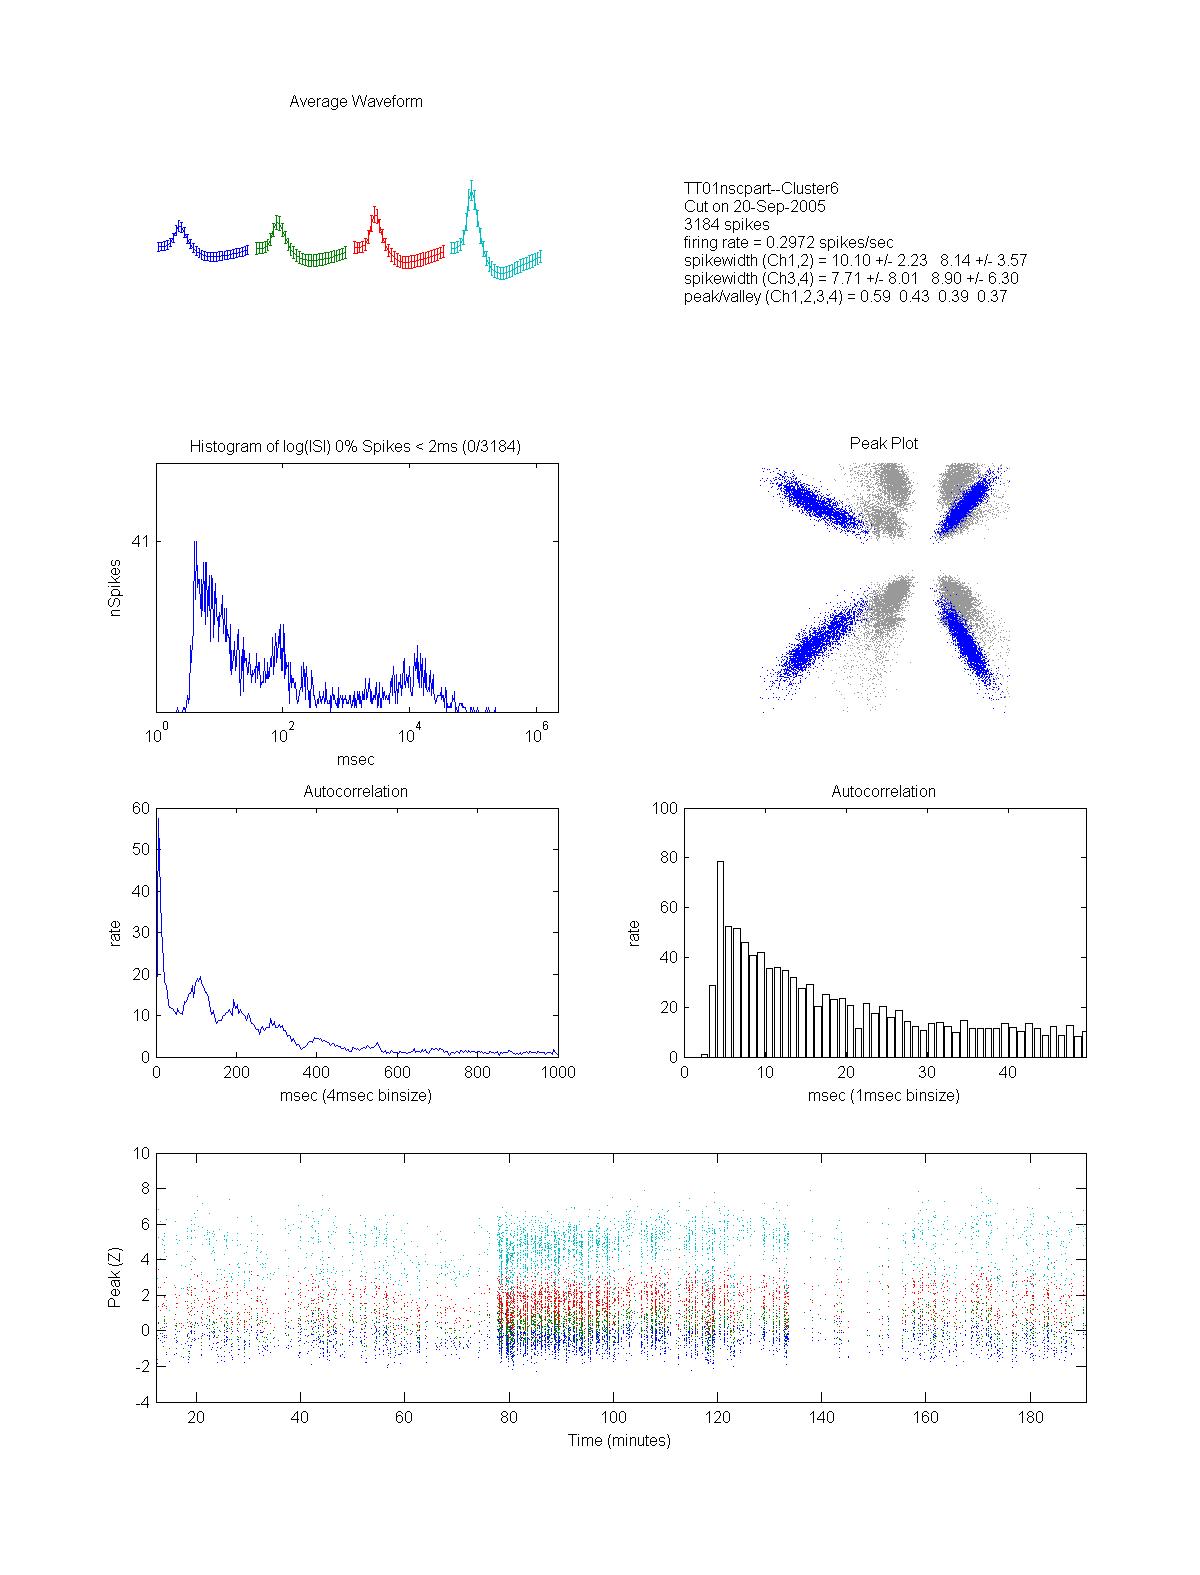 Average Waveform
TT01nscpart--Cluster6
Cut on 20-Sep-2005
3184 spikes
firing rate = 0.2972 spikes/sec
spikewidth (Ch1,2) = 10.10 +/- 2.23 8.14 +/- 3.57
spikewidth (Ch3,4) = 7.71 +/- 8.01 8.90 +/- 6.30
peak/valley (Ch1,2,3,4) = 0.59 0.43 0.39 0.37
Histogram of log(ISI) 0% Spikes < 2ms (0/3184)
41
nSpikes
10^0 10^2 10^4 10^6
msec
Peak Plot
Autocorrelation
60
50
40
30
20
10
0
rate
0 200 400 600 800 1000
msec (4msec binsize)
Autocorrelation
100
80
60
40
20
0
rate
0 10 20 30 40
msec (1msec binsize)
10
8
6
4
2
0
-2
-4
Peak (Z)
20 40 60 80 100 120 140 160 180
Time (minutes)